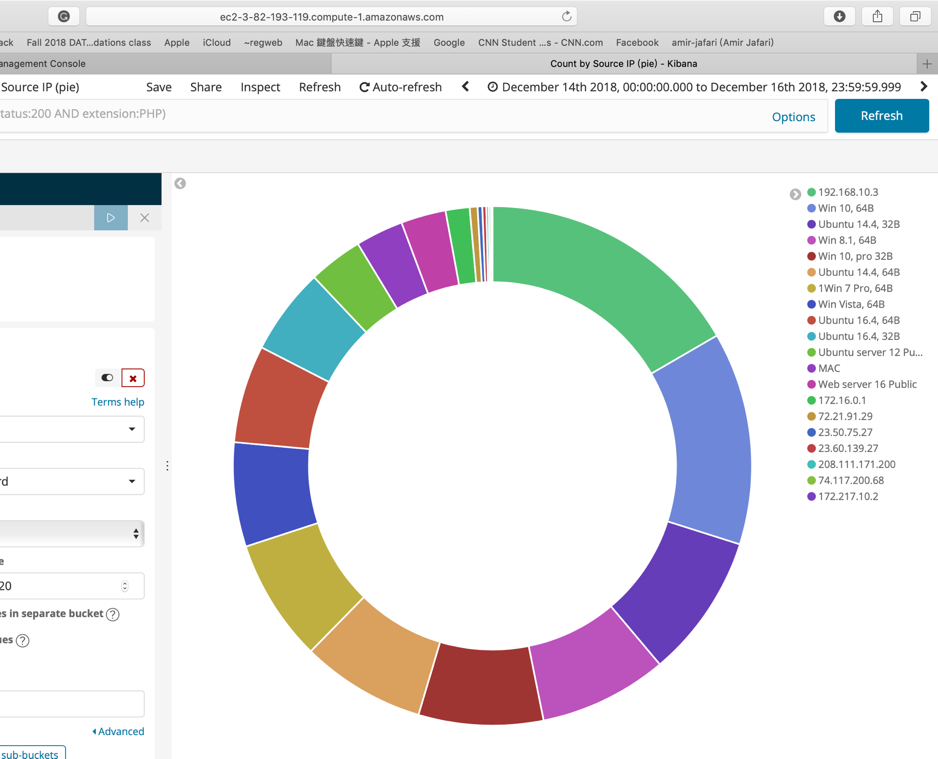 ec2-3-82-193-119.compute-1.amazonaws.com
ack Fall 2018 DAT...dations class Apple iCloud ~regweb Mac 鍵盤快速鍵 - Apple 支援 Google CNN Student ...s - CNN.com Facebook amir-jafari (Amir Jafari)
anagement Console Count by Source IP (pie) - Kibana
Source IP (pie) Save Share Inspect Refresh Auto-refresh December 14th 2018, 00:00:00.000 to December 16th 2018, 23:59:59.999
tatus:200 AND extension:PHP) Options Refresh
192.168.10.3
Win 10, 64B
Ubuntu 14.4, 32B
Win 8.1, 64B
Win 10, pro 32B
Ubuntu 14.4, 64B
1Win 7 Pro, 64B
Win Vista, 64B
Ubuntu 16.4, 64B
Ubuntu 16.4, 32B
Ubuntu server 12 Pu...
MAC
Web server 16 Public
172.16.0.1
72.21.91.29
23.50.75.27
23.60.139.27
208.111.171.200
74.117.200.68
172.217.10.2
Terms help
rd
e
20
es in separate bucket ?
ues ?
Advanced
sub-buckets